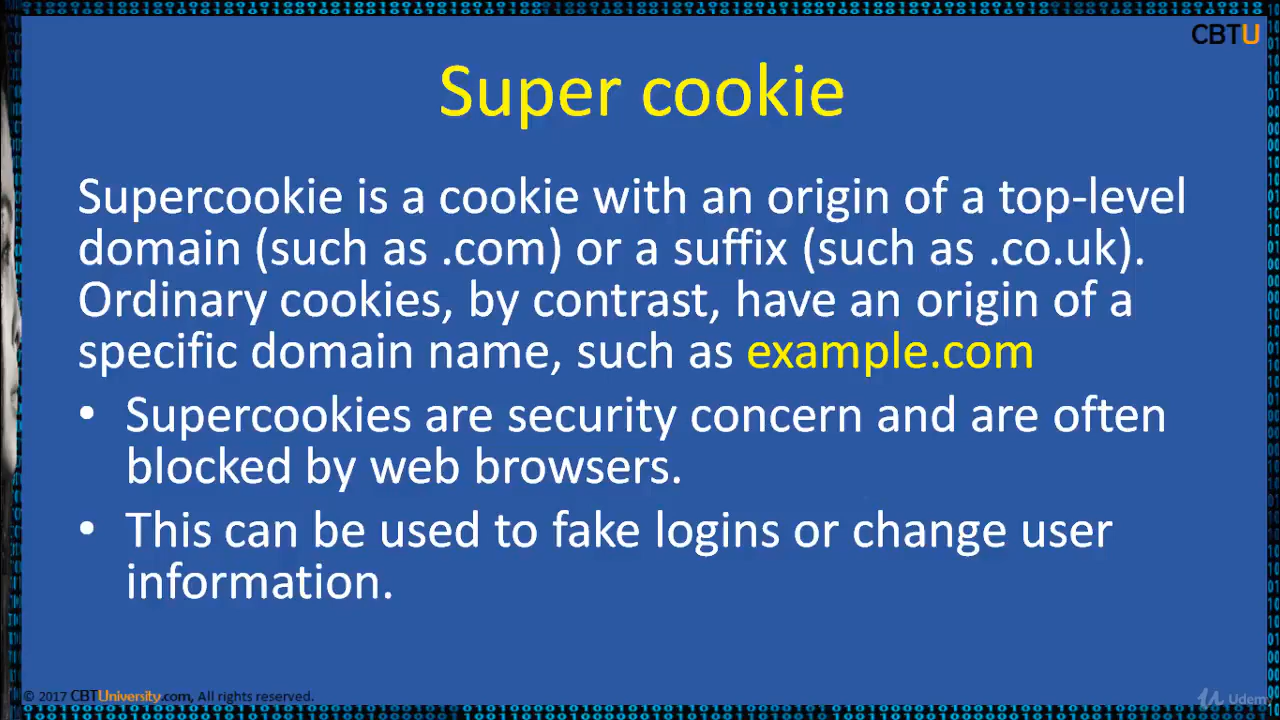 CBTU
Super cookie
Supercookie is a cookie with an origin of a top-level
domain (such as .com) or a suffix (such as .co.uk).
Ordinary cookies, by contrast, have an origin of a
specific domain name, such as example.com
• Supercookies are security concern and are often
blocked by web browsers.
• This can be used to fake logins or change user
information.
© 2017 CBTUniversity.com, All rights reserved.
Udemy